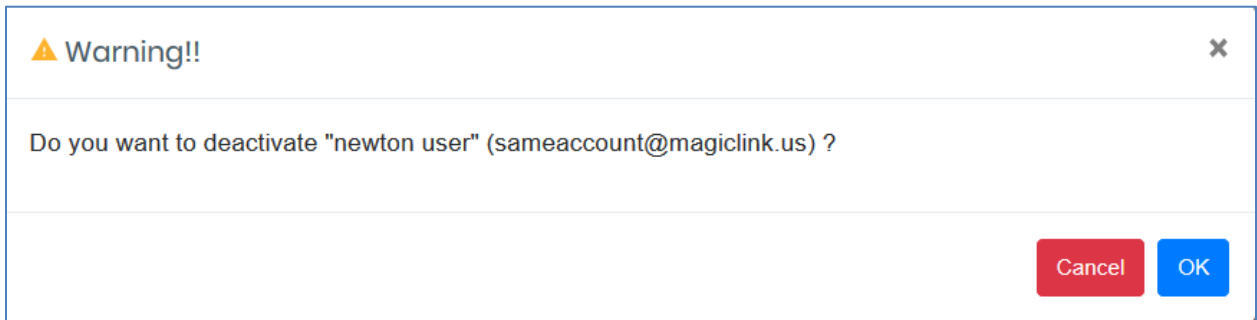 Warning!!
Do you want to deactivate "newton user" (sameaccount@magiclink.us) ?
Cancel
OK